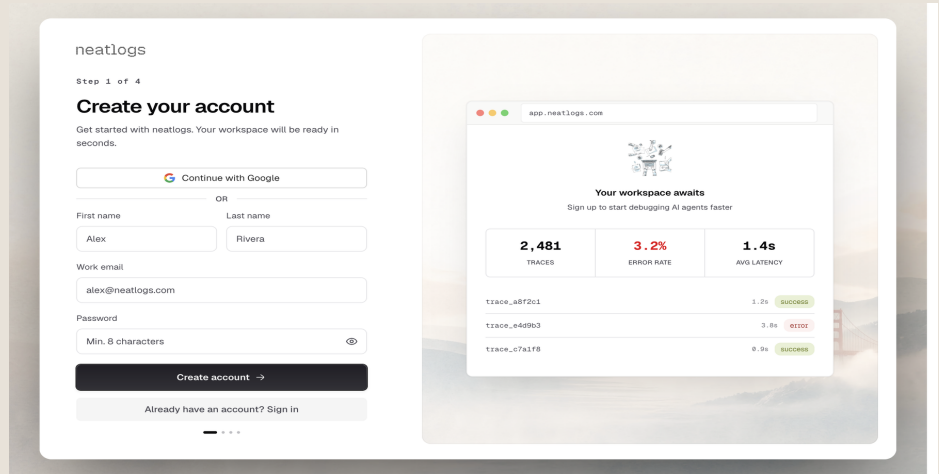 neatlogs
Step 1 of 4
Create your account
Get started with neatlogs. Your workspace will be ready in
seconds.
Continue with Google
OR
First name
Last name
Alex
Rivera
Work email
alex@neatlogs.com
Password
Min. 8 characters
Create account →
Already have an account? Sign in
app.neatlogs.com
Your workspace awaits
Sign up to start debugging AI agents faster
2,481
3.2%
1.4s
TRACES
ERROR RATE
AVG LATENCY
trace_a8f2c1 1.2s success
trace_e4d9b3 3.8s error
trace_c7a1f8 0.9s success